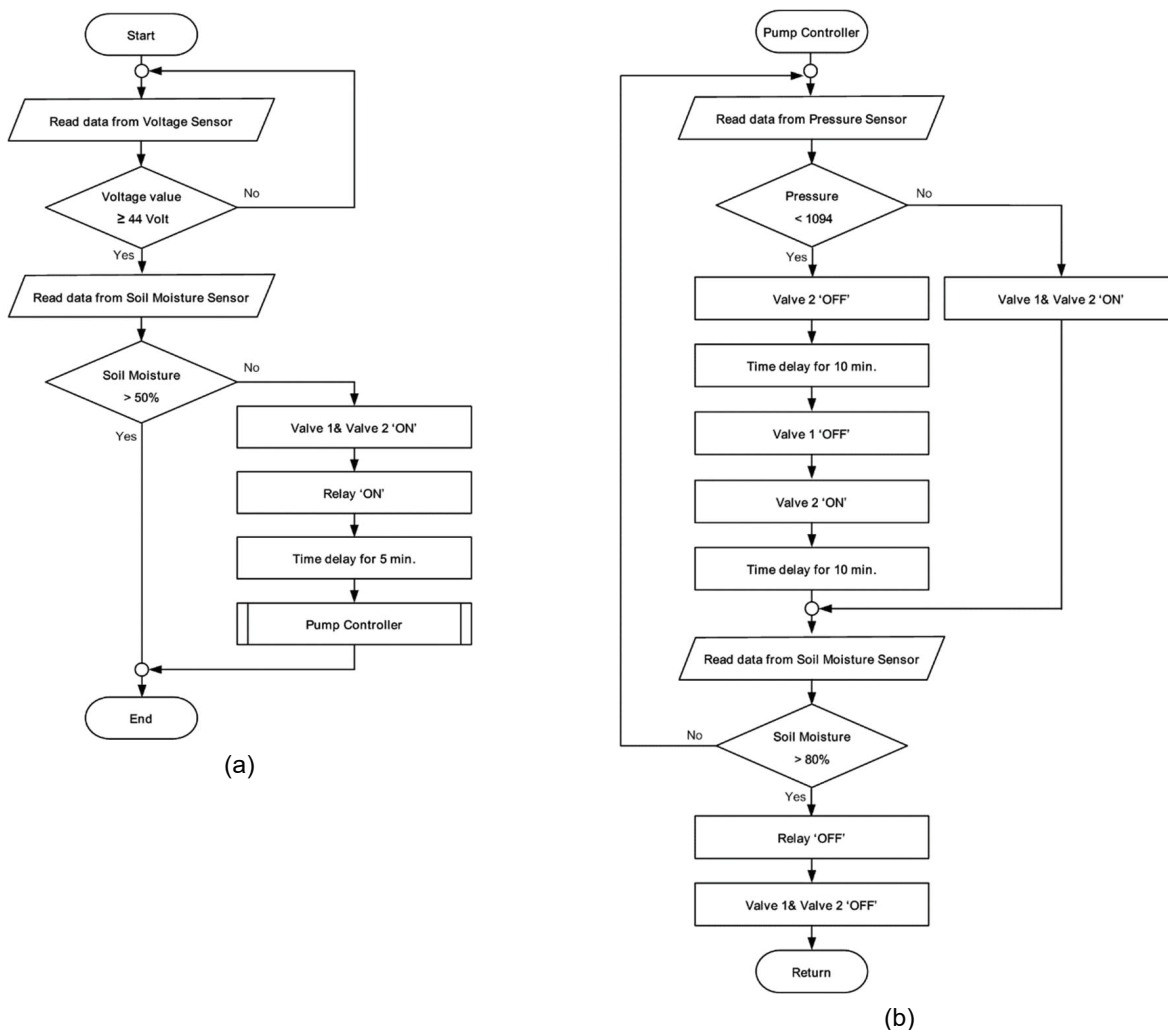 Start
Read data from Voltage Sensor
Voltage value
≥ 44 Volt
No
Yes
Read data from Soil Moisture Sensor
Soil Moisture
> 50%
No
Yes
Valve 1& Valve 2 ‘ON’
Relay ‘ON’
Time delay for 5 min.
Pump Controller
End
(a)
Pump Controller
Read data from Pressure Sensor
Pressure
< 1094
No
Yes
Valve 2 ‘OFF’
Valve 1& Valve 2 ‘ON’
Time delay for 10 min.
Valve 1 ‘OFF’
Valve 2 ‘ON’
Time delay for 10 min.
Read data from Soil Moisture Sensor
Soil Moisture
> 80%
No
Yes
Relay ‘OFF’
Valve 1& Valve 2 ‘OFF’
Return
(b)